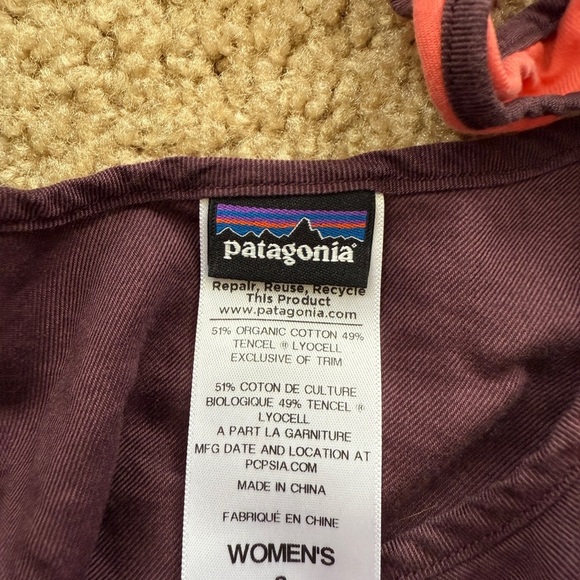 patagonia®
Repair, Reuse, Recycle
This Product
www.patagonia.com
51% ORGANIC COTTON 49%
TENCEL ® LYOCELL
EXCLUSIVE OF TRIM
51% COTON DE CULTURE
BIOLOGIQUE 49% TENCEL ®
LYOCELL
A PART LA GARNITURE
MFG DATE AND LOCATION AT
PCPSIA.COM
MADE IN CHINA
FABRIQUÉ EN CHINE
WOMEN'S